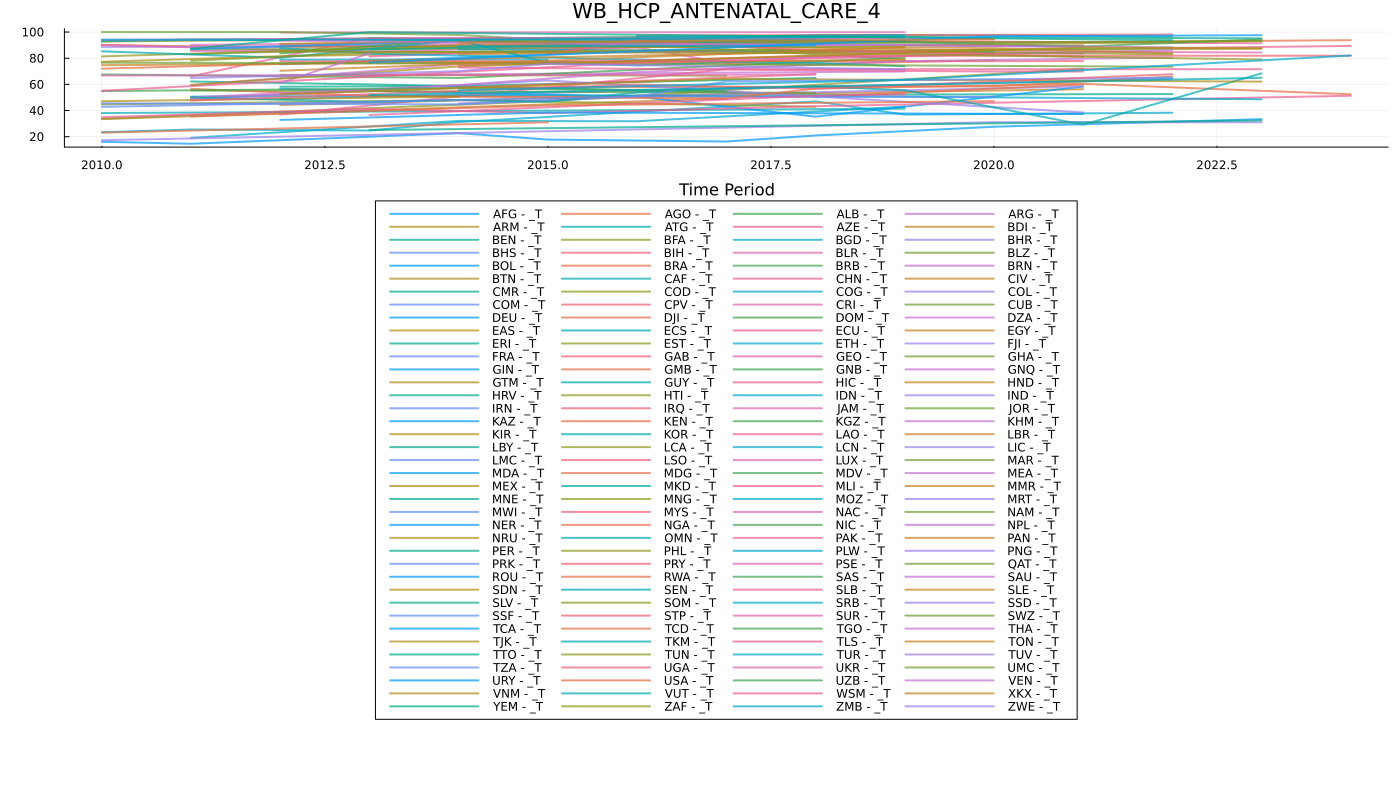 WB_HCP_ANTENATAL_CARE_4
100
80
60
40
20
2010.0 2012.5 2015.0 2017.5 2020.0 2022.5
Time Period
AFG - _T AGO - _T ALB - _T ARG - _T
ARM - _T ATG - _T AZE - _T BDI - _T
BEN - _T BFA - _T BGD - _T BHR - _T
BHS - _T BIH - _T BLR - _T BLZ - _T
BOL - _T BRA - _T BRB - _T BRN - _T
BTN - _T CAF - _T CHN - _T CIV - _T
CMR - _T COD - _T COG - _T COL - _T
COM - _T CPV - _T CRI - _T CUB - _T
DEU - _T DJI - _T DOM - _T DZA - _T
EAS - _T ECS - _T ECU - _T EGY - _T
ERI - _T EST - _T ETH - _T FJI - _T
FRA - _T GAB - _T GEO - _T GHA - _T
GIN - _T GMB - _T GNB - _T GNQ - _T
GTM - _T GUY - _T HIC - _T HND - _T
HRV - _T HTI - _T IDN - _T IND - _T
IRN - _T IRQ - _T JAM - _T JOR - _T
KAZ - _T KEN - _T KGZ - _T KHM - _T
KIR - _T KOR - _T LAO - _T LBR - _T
LBY - _T LCA - _T LCN - _T LIC - _T
LMC - _T LSO - _T LUX - _T MAR - _T
MDA - _T MDG - _T MDV - _T MEA - _T
MEX - _T MKD - _T MLI - _T MMR - _T
MNE - _T MNG - _T MOZ - _T MRT - _T
MWI - _T MYS - _T NAC - _T NAM - _T
NER - _T NGA - _T NIC - _T NPL - _T
NRU - _T OMN - _T PAK - _T PAN - _T
PER - _T PHL - _T PLW - _T PNG - _T
PRK - _T PRY - _T PSE - _T QAT - _T
ROU - _T RWA - _T SAS - _T SAU - _T
SDN - _T SEN - _T SLB - _T SLE - _T
SLV - _T SOM - _T SRB - _T SSD - _T
SSF - _T STP - _T SUR - _T SWZ - _T
TCA - _T TCD - _T TGO - _T THA - _T
TJK - _T TKM - _T TLS - _T TON - _T
TTO - _T TUN - _T TUR - _T TUV - _T
TZA - _T UGA - _T UKR - _T UMC - _T
URY - _T USA - _T UZB - _T VEN - _T
VNM - _T VUT - _T WSM - _T XKX - _T
YEM - _T ZAF - _T ZMB - _T ZWE - _T